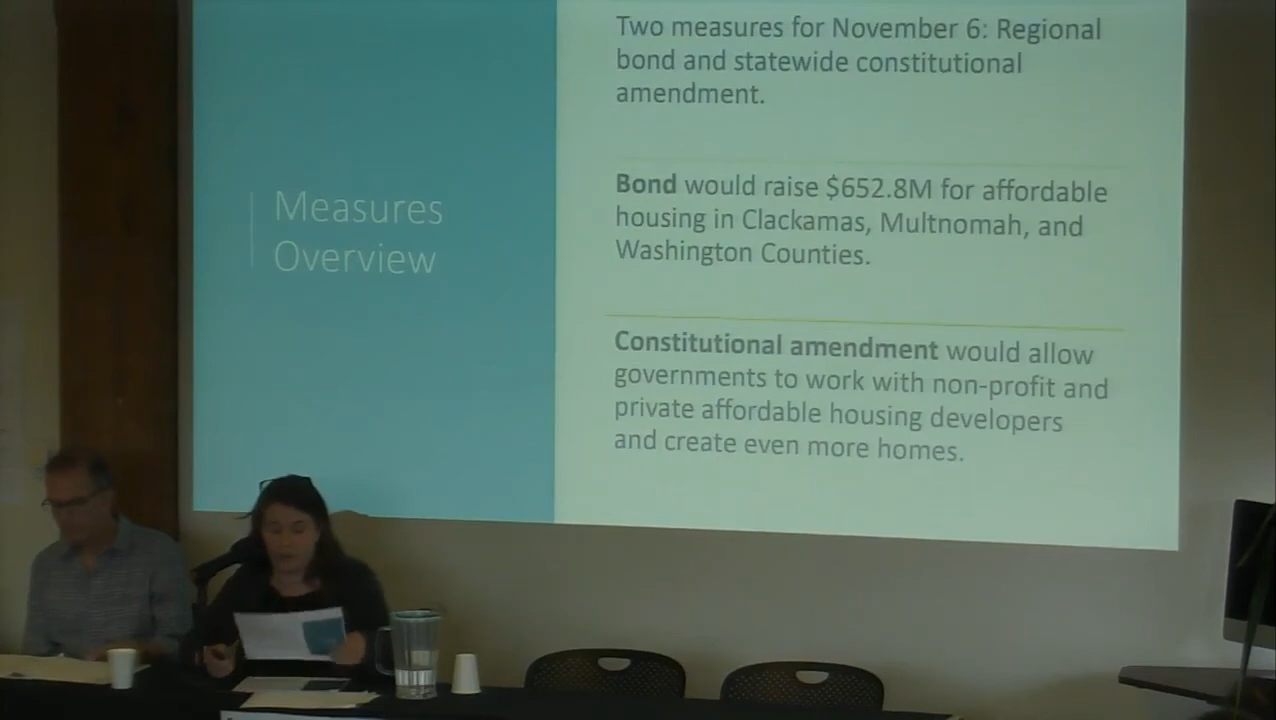 Measures
Overview
Two measures for November 6: Regional
bond and statewide constitutional
amendment.
Bond would raise $652.8M for affordable
housing in Clackamas, Multnomah, and
Washington Counties.
Constitutional amendment would allow
governments to work with non-profit and
private affordable housing developers
and create even more homes.